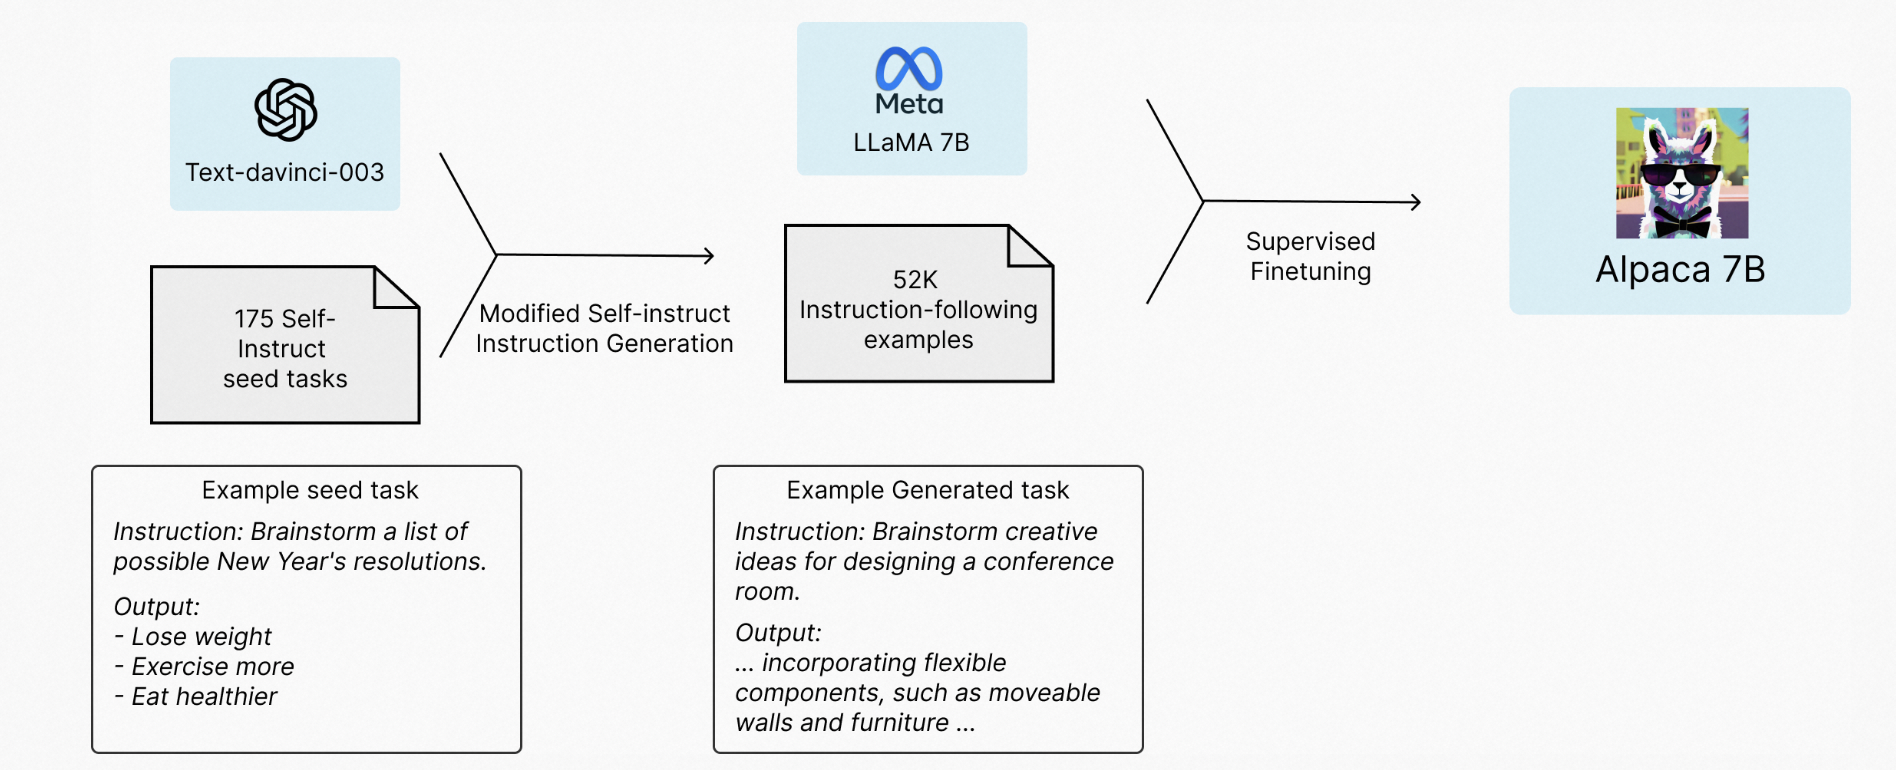 Text-davinci-003
175 Self-
Instruct
seed tasks
Modified Self-instruct
Instruction Generation
Meta
LLaMA 7B
52K
Instruction-following
examples
Supervised
Finetuning
Alpaca 7B
Example seed task
Instruction: Brainstorm a list of
possible New Year's resolutions.
Output:
- Lose weight
- Exercise more
- Eat healthier
Example Generated task
Instruction: Brainstorm creative
ideas for designing a conference
room.
Output:
... incorporating flexible
components, such as moveable
walls and furniture ...